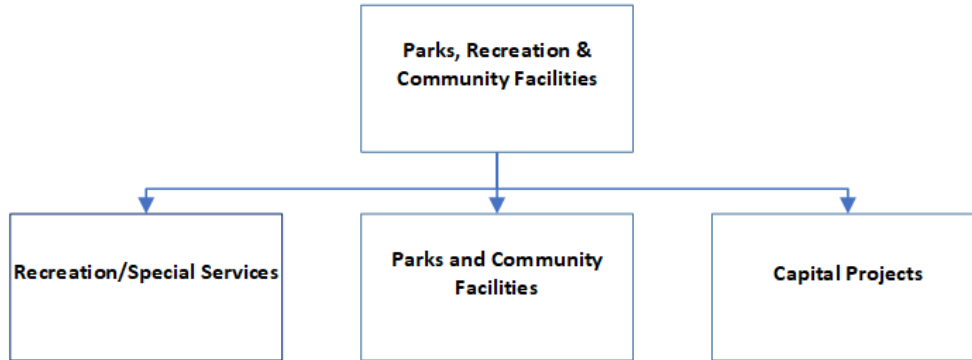 Parks, Recreation &
Community Facilities
Recreation/Special Services
Parks and Community
Facilities
Capital Projects